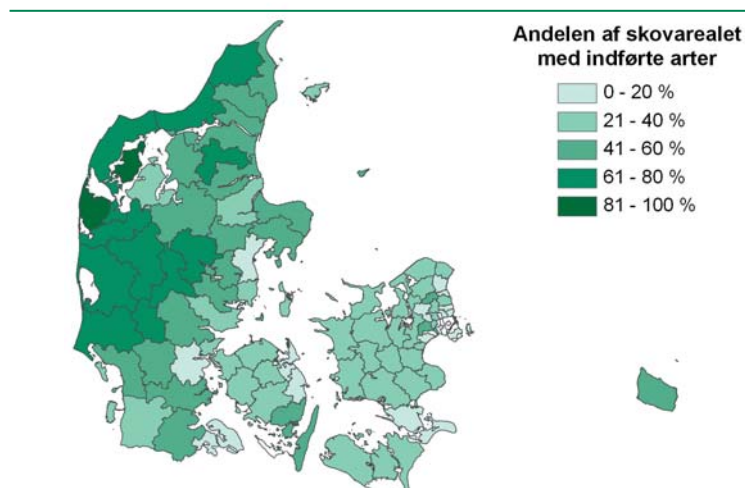 Andelen af skovarealet
med indførte arter
0 - 20 %
21 - 40 %
41 - 60 %
61 - 80 %
81 - 100 %